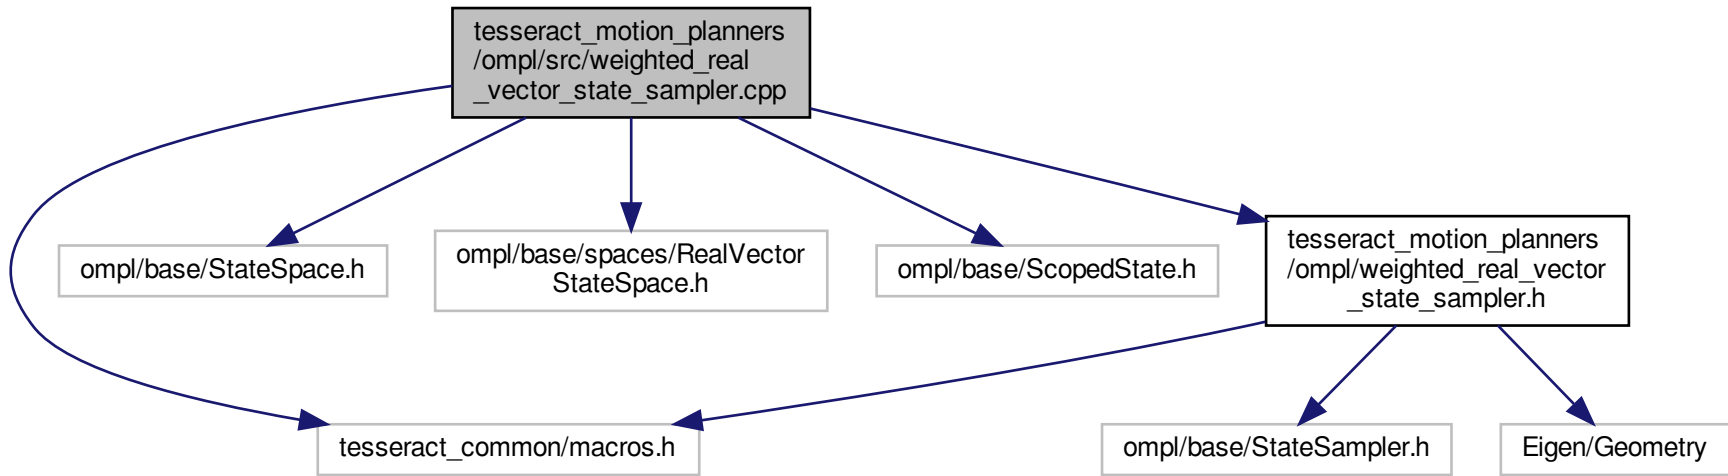 tesseract_motion_planners
/ompl/src/weighted_real
_vector_state_sampler.cpp
ompl/base/StateSpace.h
ompl/base/spaces/RealVector
StateSpace.h
ompl/base/ScopedState.h
tesseract_motion_planners
/ompl/weighted_real_vector
_state_sampler.h
tesseract_common/macros.h
ompl/base/StateSampler.h
Eigen/Geometry